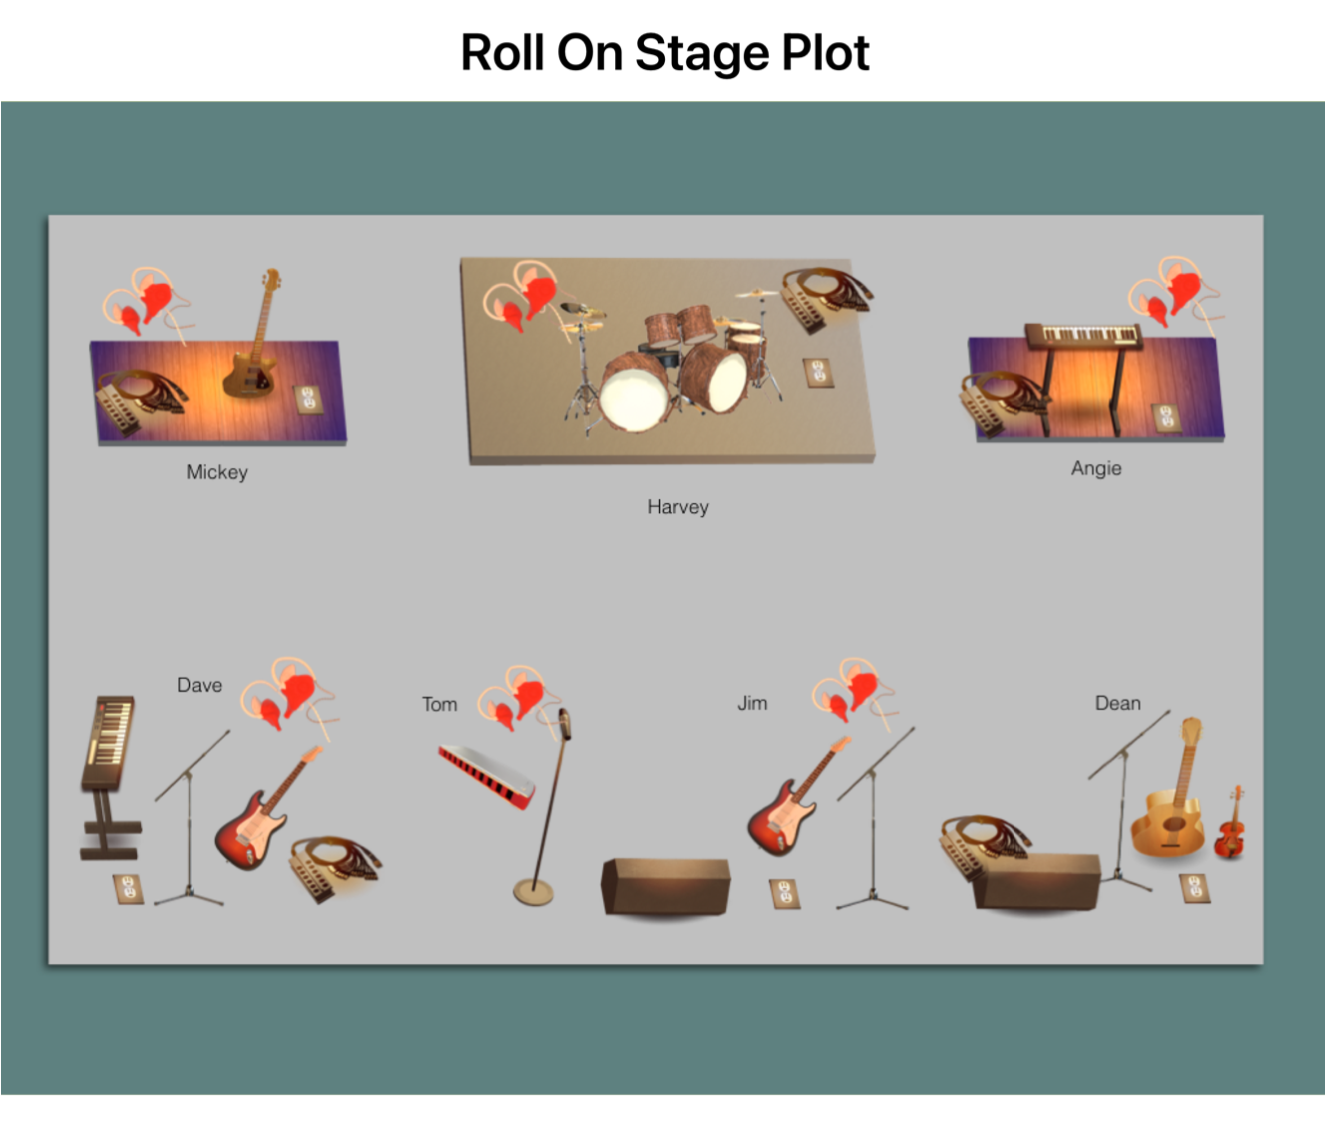 Roll On Stage Plot
Mickey
Harvey
Angie
Dave
Tom
Jim
Dean